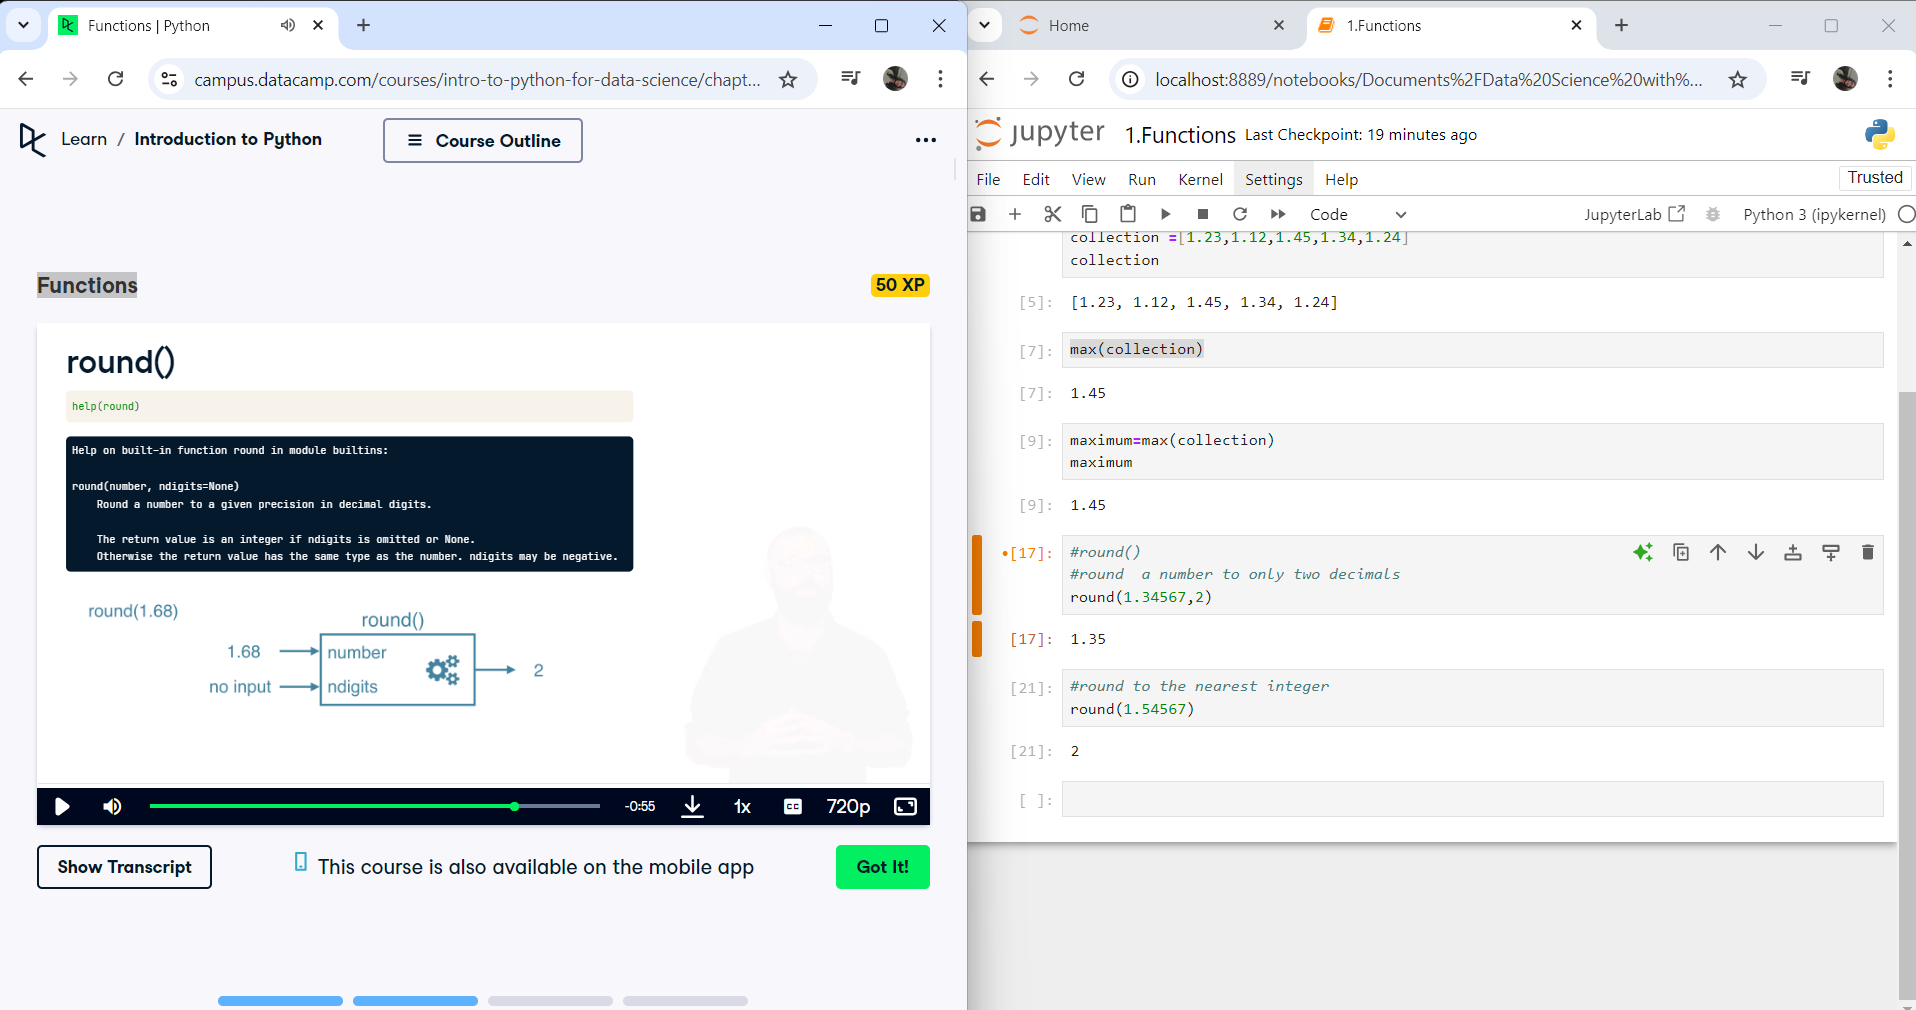 Functions | Python
campus.datacamp.com/courses/intro-to-python-for-data-science/chapt...
Learn / Introduction to Python
Course Outline
Functions
50 XP
round()
help(round)
Help on built-in function round in module builtins:
round(number, ndigits=None)
Round a number to a given precision in decimal digits.
The return value is an integer if ndigits is omitted or None.
Otherwise the return value has the same type as the number. ndigits may be negative.
round(1.68)
round()
1.68
number
no input
ndigits
2
-0:55
1x
CC
720p
Show Transcript
This course is also available on the mobile app
Got It!
Home
1.Functions
localhost:8889/notebooks/Documents%2FData%20Science%20with%...
jupyter 1.Functions Last Checkpoint: 19 minutes ago
File Edit View Run Kernel Settings Help
Trusted
Code
JupyterLab
Python 3 (ipykernel)
collection =[1.23,1.12,1.45,1.34,1.24]
collection
[5]: [1.23, 1.12, 1.45, 1.34, 1.24]
[7]: max(collection)
[7]: 1.45
[9]: maximum=max(collection)
maximum
[9]: 1.45
•[17]: #round()
#round  a number to only two decimals
round(1.34567,2)
[17]: 1.35
[21]: #round to the nearest integer
round(1.54567)
[21]: 2
[ ]: